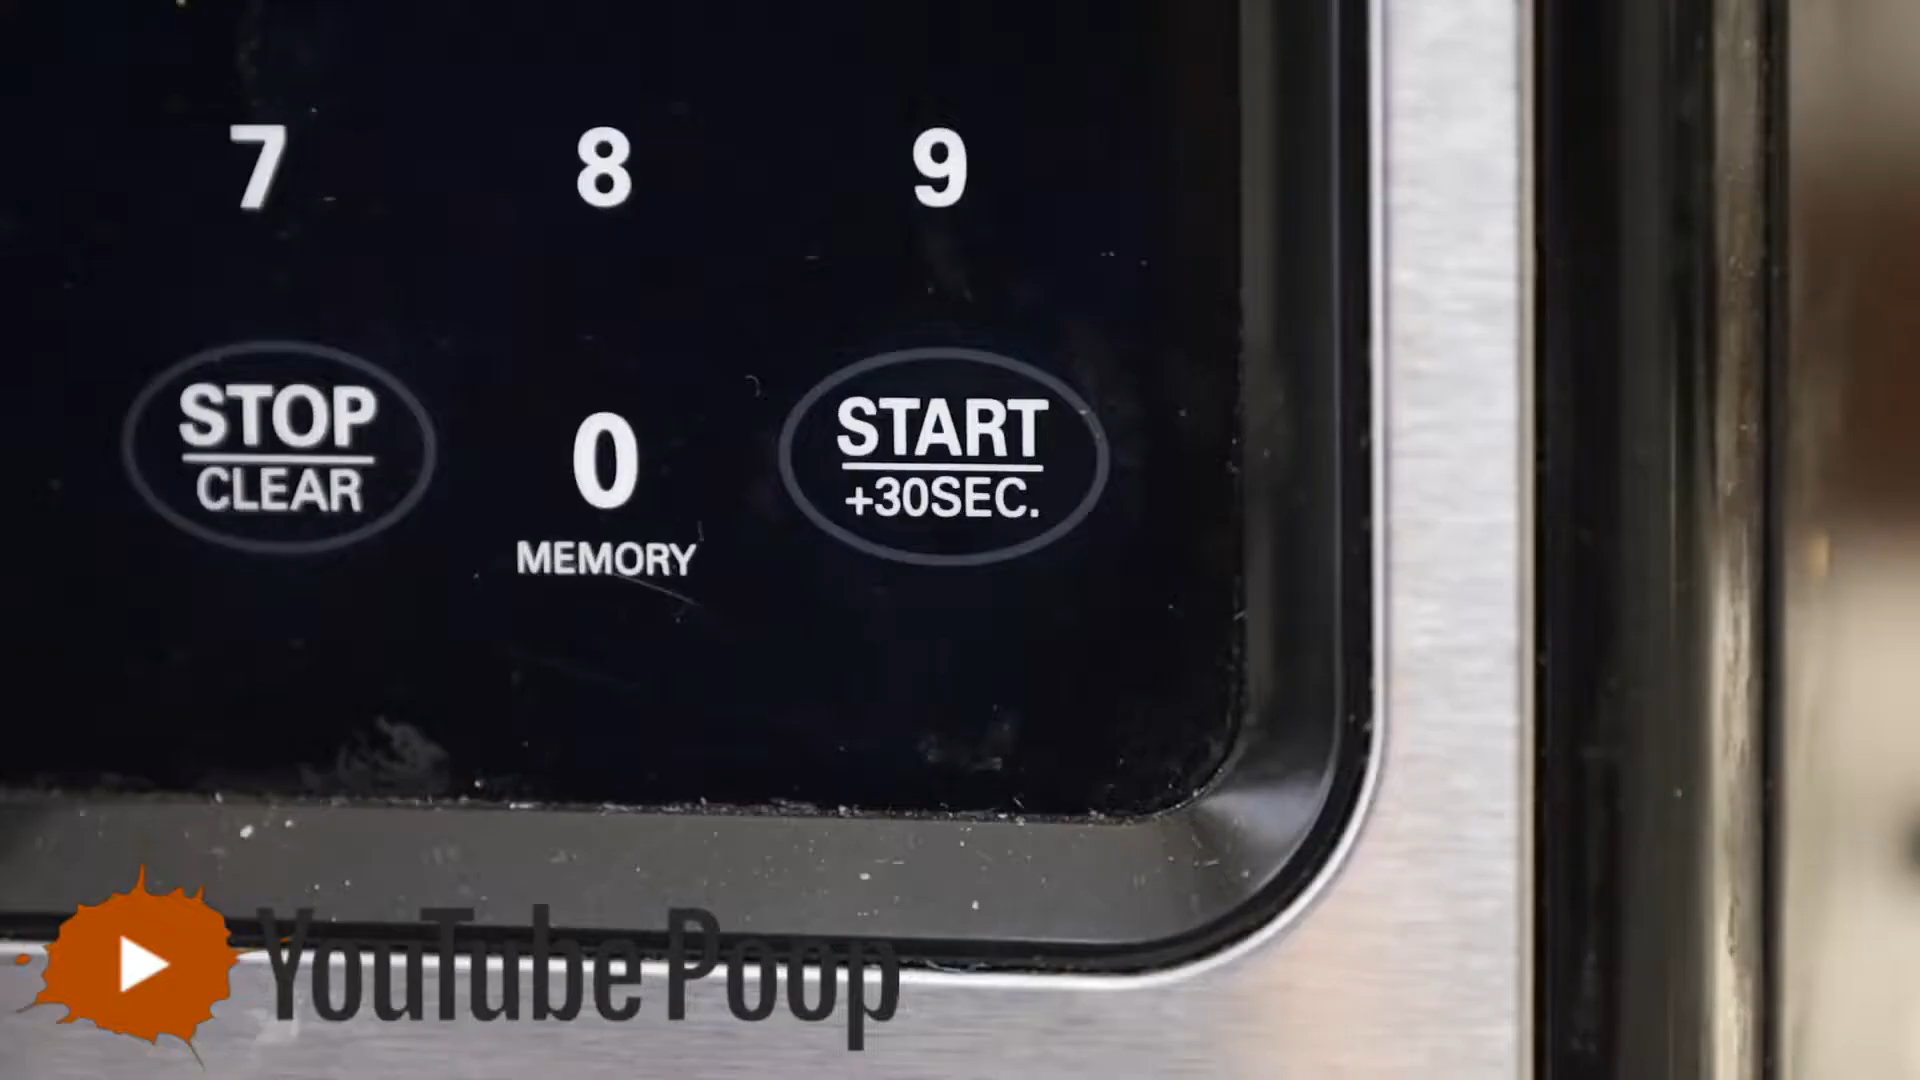 7 8 9
STOP
CLEAR
0
MEMORY
START
+30SEC.
YouTube Poop